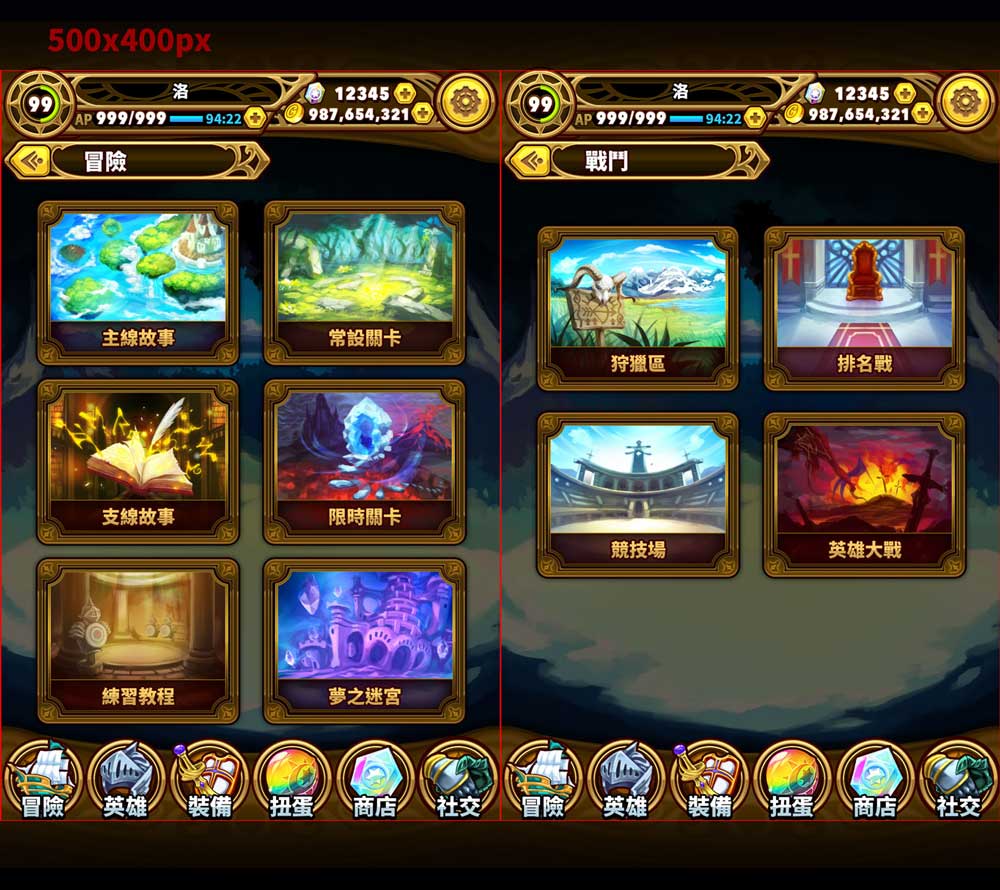 500x400px
99
洛
12345
AP 999/999 94:22
987,654,321
冒險
主線故事
常設關卡
支線故事
限時關卡
練習教程
夢之迷宮
冒險
英雄
裝備
扭蛋
商店
社交
99
洛
12345
AP 999/999 94:22
987,654,321
戰鬥
狩獵區
排名戰
競技場
英雄大戰
冒險
英雄
裝備
扭蛋
商店
社交